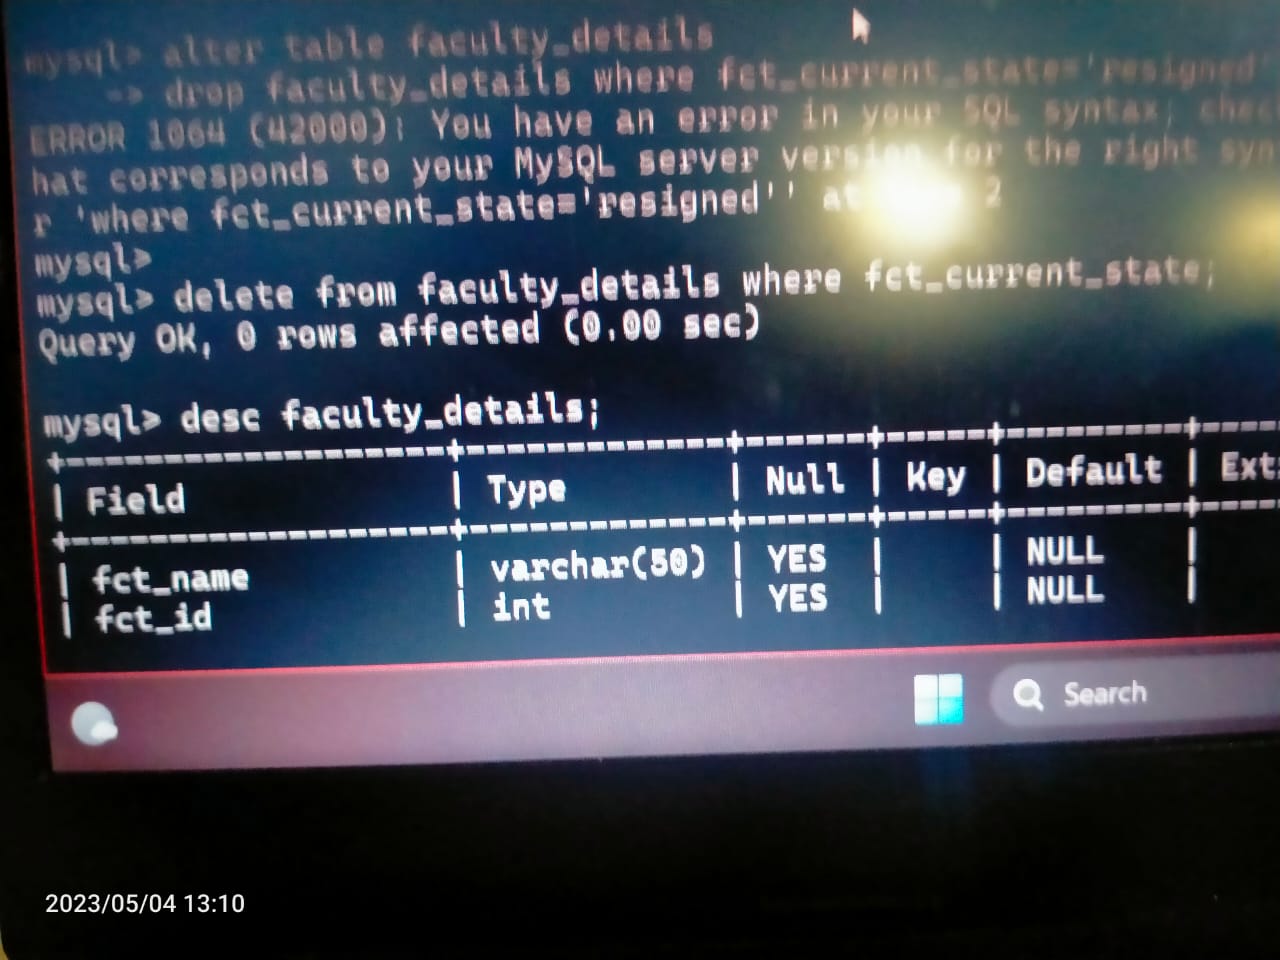 mysql> alter table faculty_details
-> drop faculty_details where fct_current_state='resigned'
ERROR 1064 (42000): You have an error in your SQL syntax; chec
hat corresponds to your MySQL server version for the right syn
r 'where fct_current_state='resigned'' at 2
mysql>
mysql> delete from faculty_details where fct_current_state;
Query OK, 0 rows affected (0.00 sec)
mysql> desc faculty_details;
+---------------------+--------------+------+-----+---------+----
| Field | Type | Null | Key | Default | Ext
+---------------------+--------------+------+-----+---------+----
| fct_name | varchar(50) | YES | | NULL |
| fct_id | int | YES | | NULL |
Search
2023/05/04 13:10